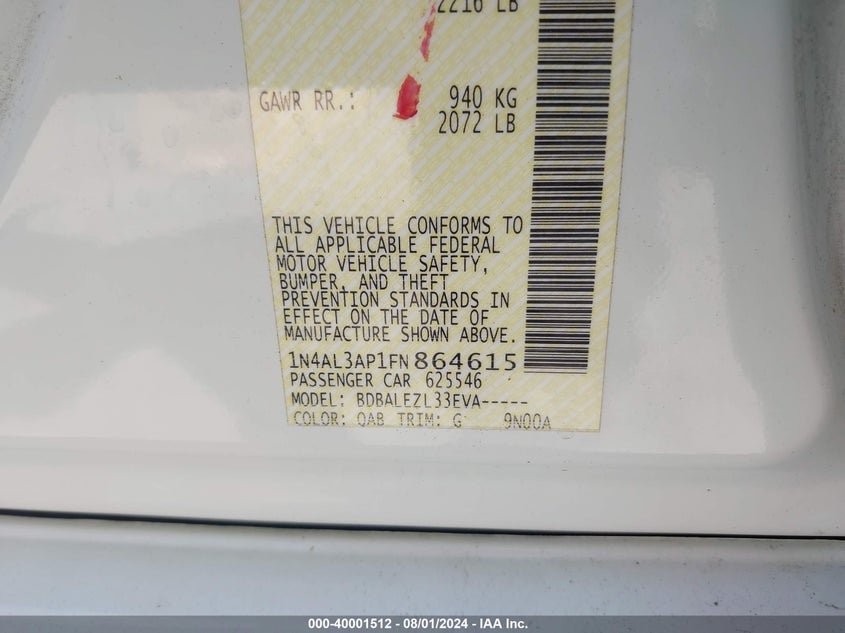 2216 LB
GAWR RR.: 940 KG
2072 LB
THIS VEHICLE CONFORMS TO
ALL APPLICABLE FEDERAL
MOTOR VEHICLE SAFETY,
BUMPER, AND THEFT
PREVENTION STANDARDS IN
EFFECT ON THE DATE OF
MANUFACTURE SHOWN ABOVE.
1N4AL3AP1FN864615
PASSENGER CAR 625546
MODEL: BDBALEZL33EVA-----
COLOR: QAB TRIM: G 9N00A
000-40001512 - 08/01/2024 - IAA Inc.